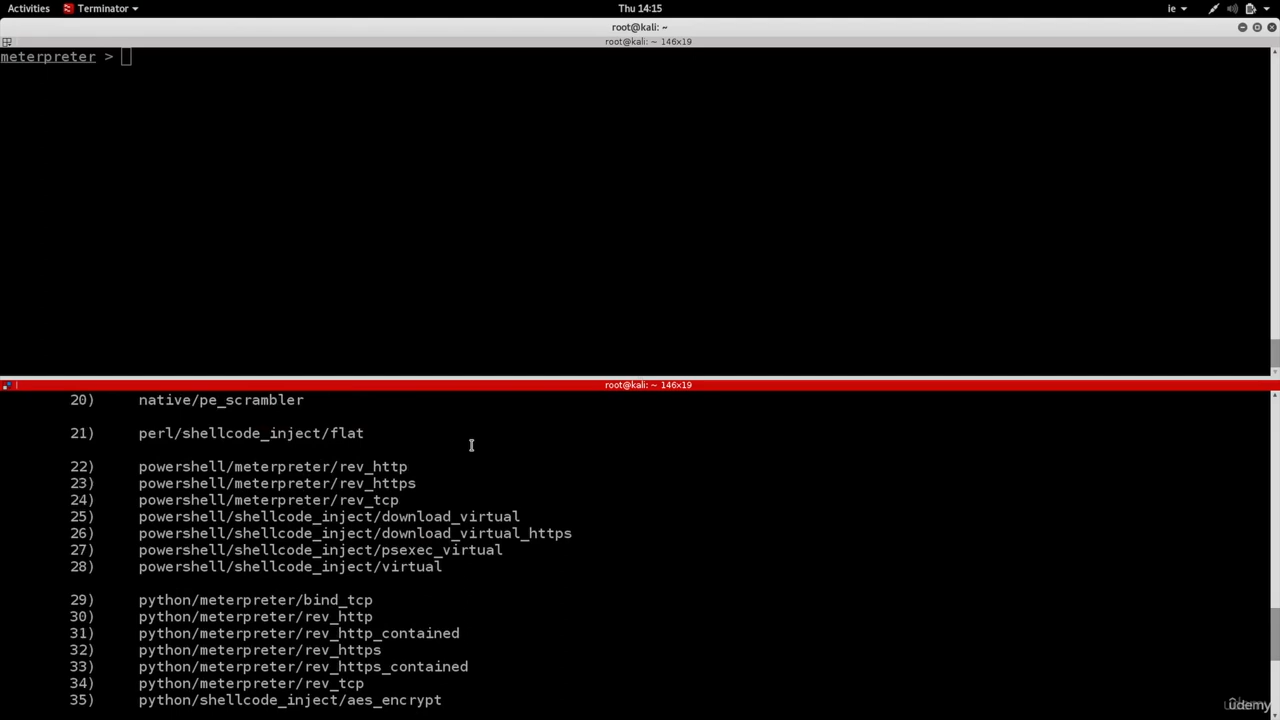 Activities Terminator Thu 14:15 ie
root@kali: ~
root@kali: ~ 146x19
meterpreter >
root@kali: ~ 146x19
20) native/pe_scrambler
21) perl/shellcode_inject/flat
22) powershell/meterpreter/rev_http
23) powershell/meterpreter/rev_https
24) powershell/meterpreter/rev_tcp
25) powershell/shellcode_inject/download_virtual
26) powershell/shellcode_inject/download_virtual_https
27) powershell/shellcode_inject/psexec_virtual
28) powershell/shellcode_inject/virtual
29) python/meterpreter/bind_tcp
30) python/meterpreter/rev_http
31) python/meterpreter/rev_http_contained
32) python/meterpreter/rev_https
33) python/meterpreter/rev_https_contained
34) python/meterpreter/rev_tcp
35) python/shellcode_inject/aes_encrypt
udemy